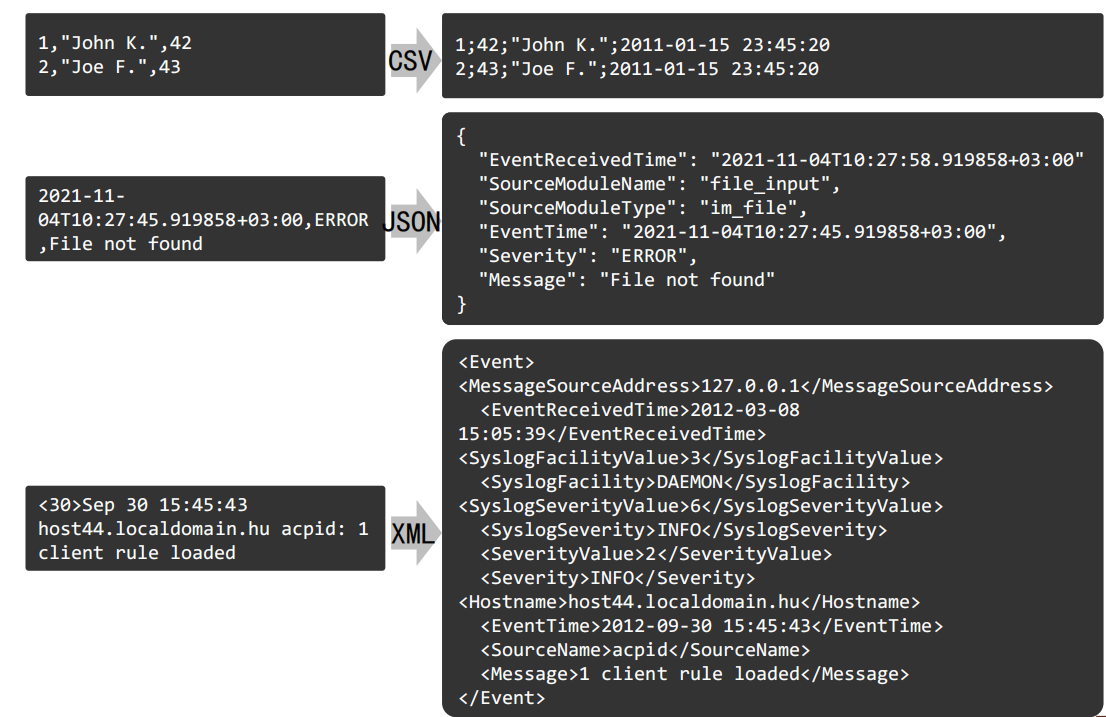 1,"John K.",42
2,"Joe F.",43
CSV
1;42;"John K.";2011-01-15 23:45:20
2;43;"Joe F.";2011-01-15 23:45:20
2021-11-
04T10:27:45.919858+03:00,ERROR
,File not found
JSON
{
  "EventReceivedTime": "2021-11-04T10:27:58.919858+03:00"
  "SourceModuleName": "file_input",
  "SourceModuleType": "im_file",
  "EventTime": "2021-11-04T10:27:45.919858+03:00",
  "Severity": "ERROR",
  "Message": "File not found"
}
<30>Sep 30 15:45:43
host44.localdomain.hu acpid: 1
client rule loaded
XML
<Event>
<MessageSourceAddress>127.0.0.1</MessageSourceAddress>
  <EventReceivedTime>2012-03-08
15:05:39</EventReceivedTime>
<SyslogFacilityValue>3</SyslogFacilityValue>
  <SyslogFacility>DAEMON</SyslogFacility>
<SyslogSeverityValue>6</SyslogSeverityValue>
  <SyslogSeverity>INFO</SyslogSeverity>
  <SeverityValue>2</SeverityValue>
  <Severity>INFO</Severity>
<Hostname>host44.localdomain.hu</Hostname>
  <EventTime>2012-09-30 15:45:43</EventTime>
  <SourceName>acpid</SourceName>
  <Message>1 client rule loaded</Message>
</Event>